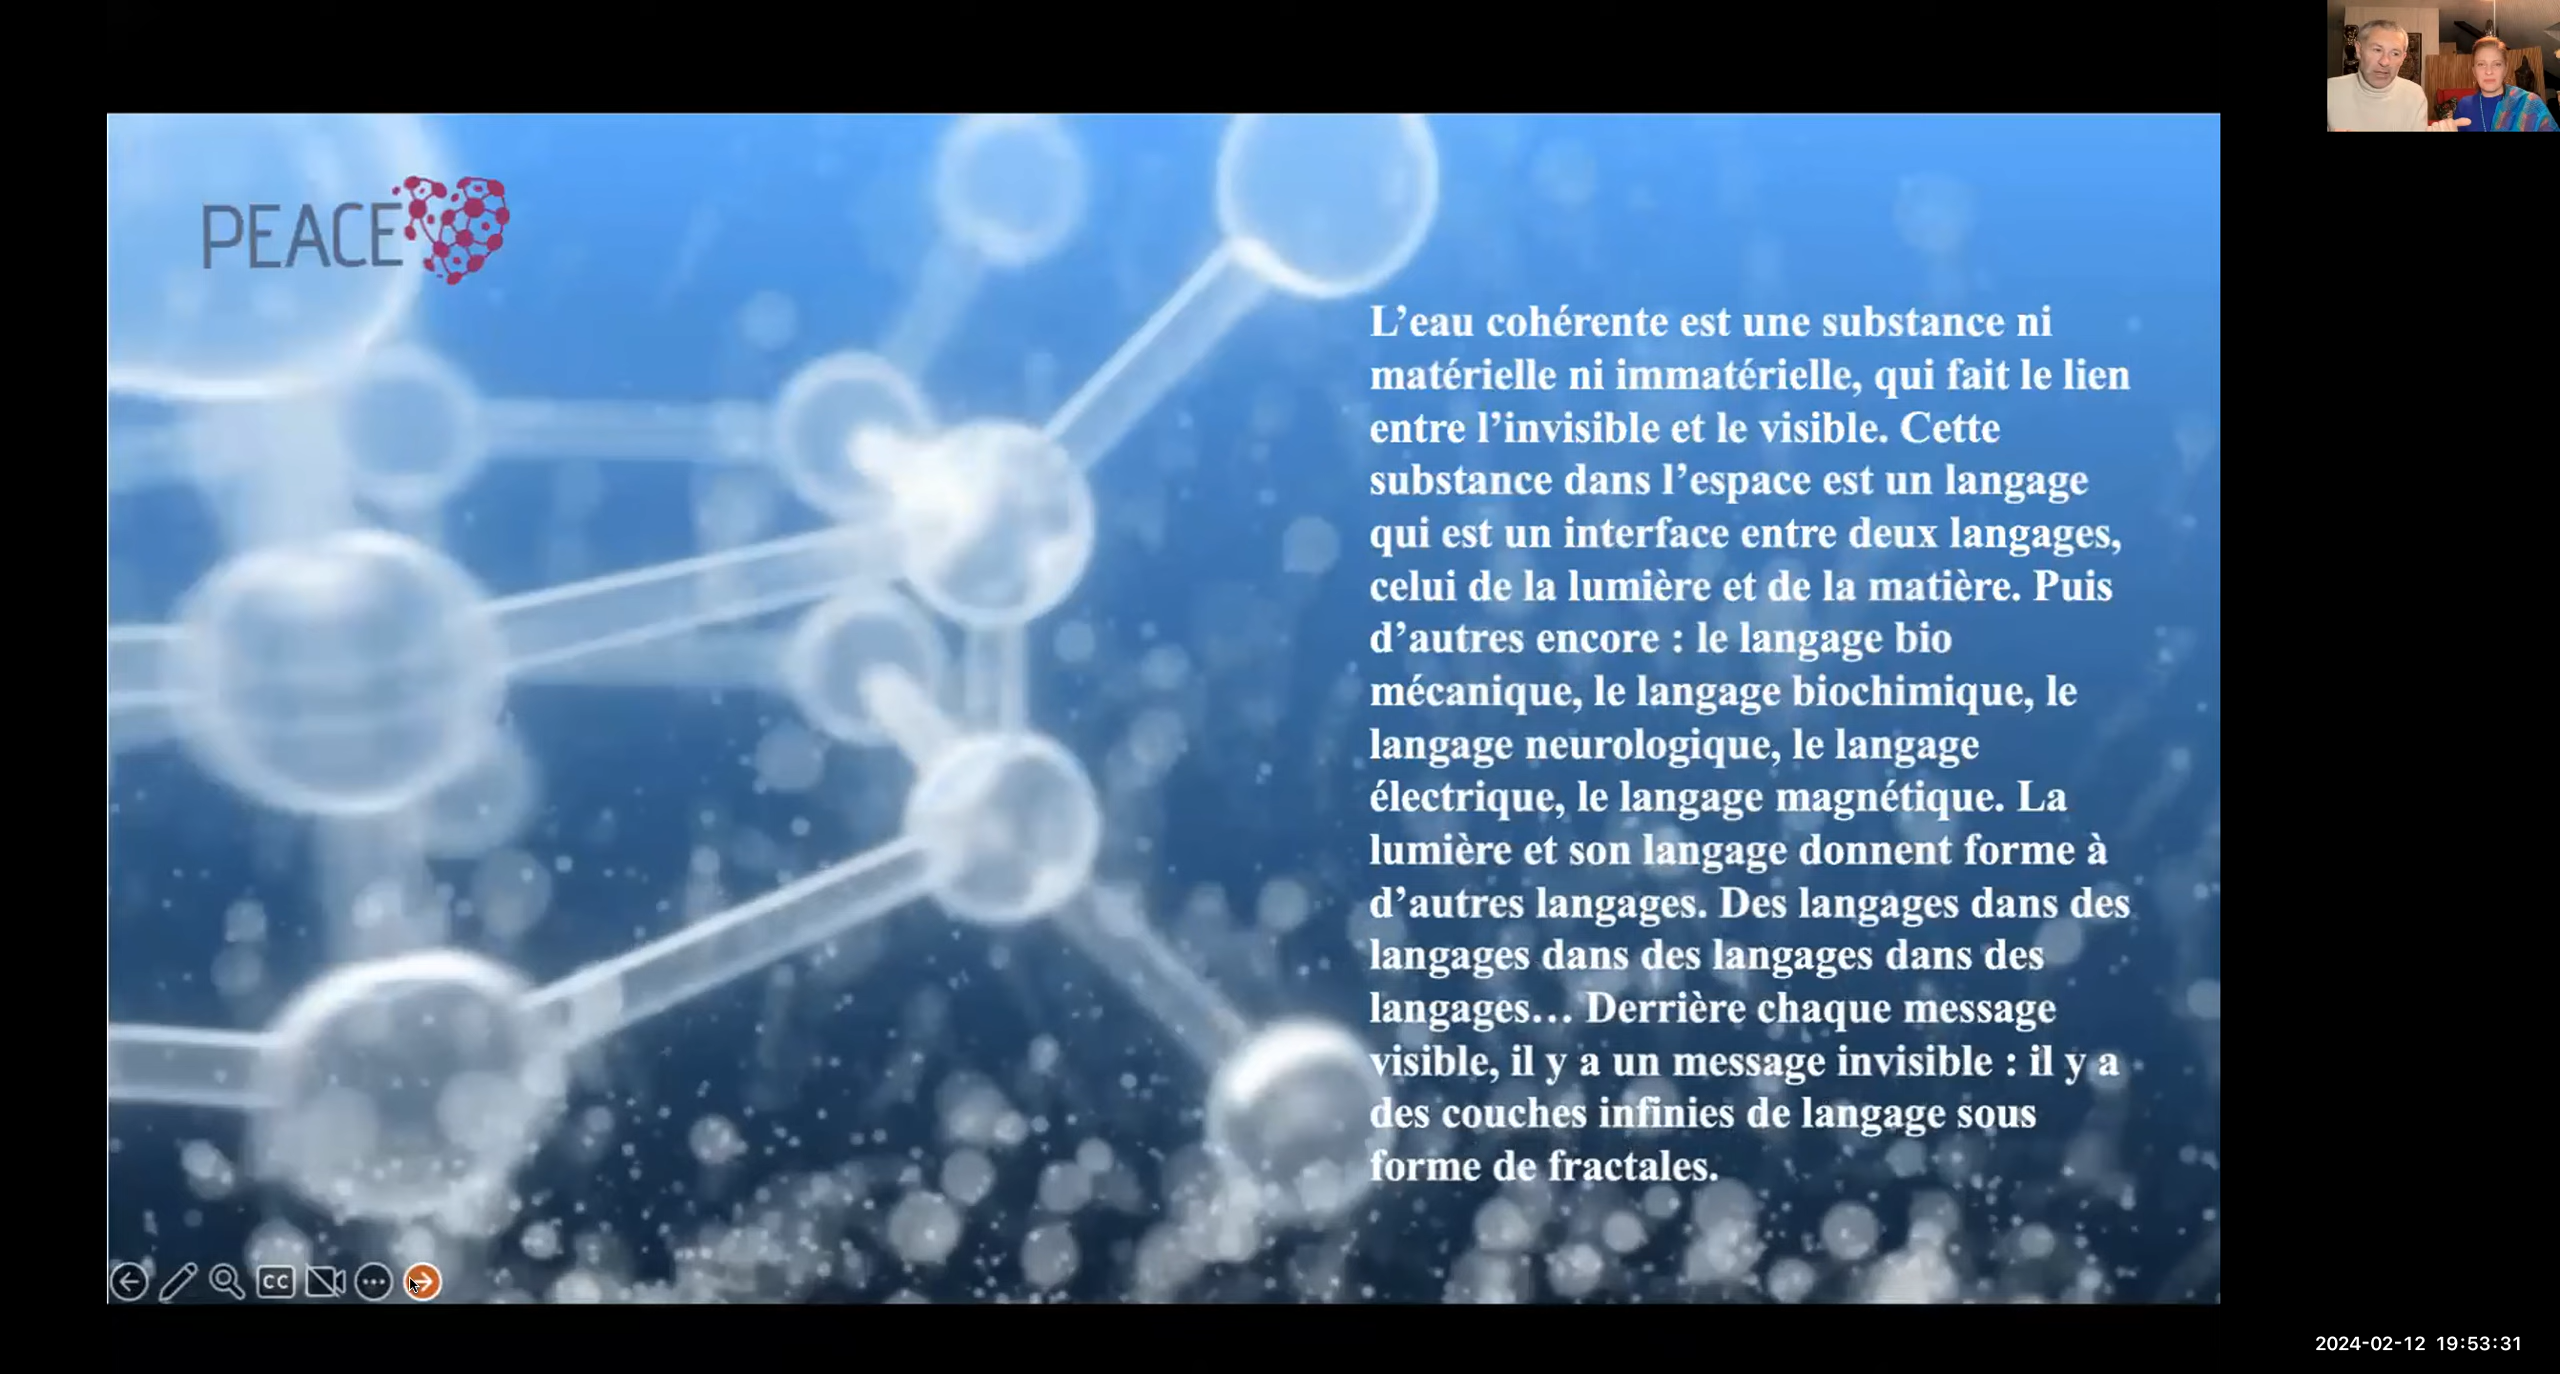 PEACE
L’eau cohérente est une substance ni
matérielle ni immatérielle, qui fait le lien
entre l’invisible et le visible. Cette
substance dans l’espace est un langage
qui est un interface entre deux langages,
celui de la lumière et de la matière. Puis
d’autres encore : le langage bio
mécanique, le langage biochimique, le
langage neurologique, le langage
électrique, le langage magnétique. La
lumière et son langage donnent forme à
d’autres langages. Des langages dans des
langages dans des langages dans des
langages… Derrière chaque message
visible, il y a un message invisible : il y a
des couches infinies de langage sous
forme de fractales.
CC
2024-02-12 19:53:31